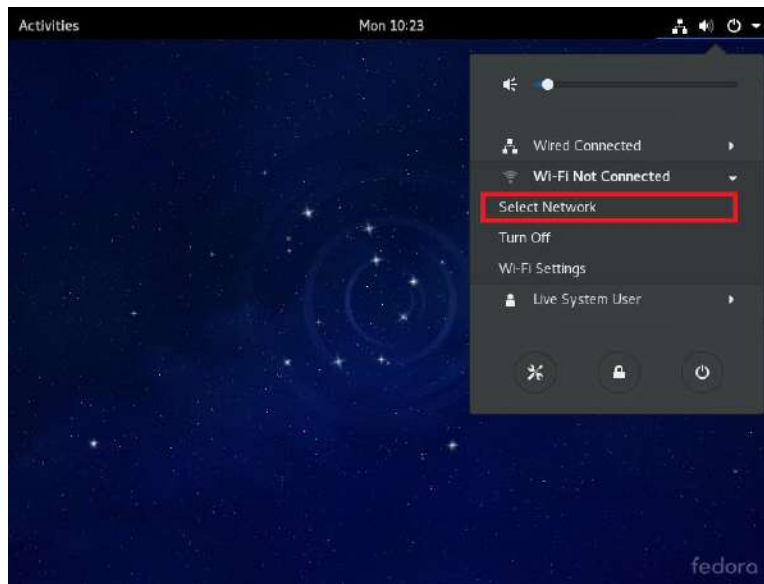 Activities
Mon 10:23
Wired Connected
Wi-Fi Not Connected
Select Network
Turn Off
Wi-Fi Settings
Live System User
fedora